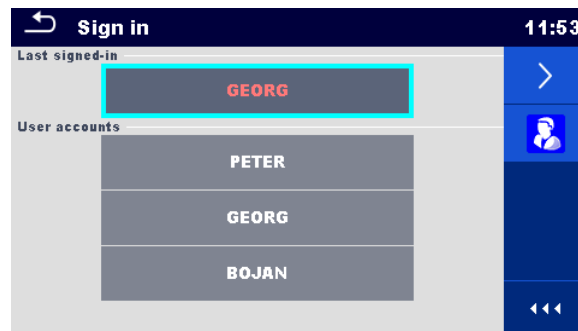 Sign in 11:53
Last signed-in
GEORG
User accounts
PETER
GEORG
BOJAN